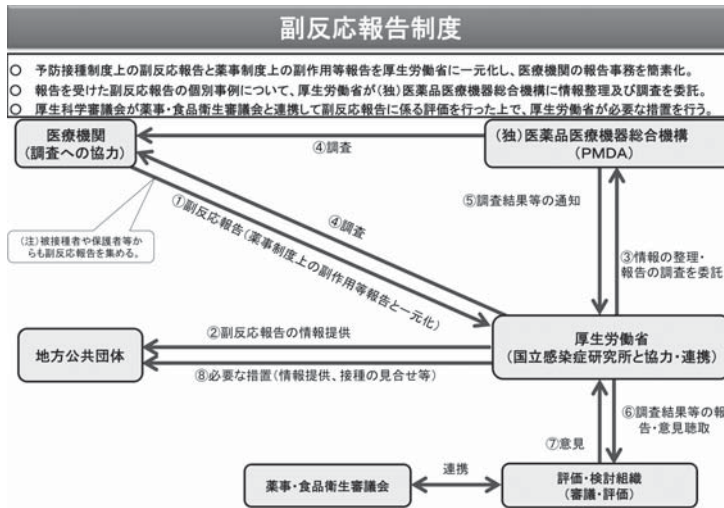 副反応報告制度
○ 予防接種制度上の副反応報告と薬事制度上の副作用等報告を厚生労働省に一元化し、医療機関の報告事務を簡素化。
○ 報告を受けた副反応報告の個別事例について、厚生労働省が(独)医薬品医療機器総合機構に情報整理及び調査を委託。
○ 厚生科学審議会が薬事・食品衛生審議会と連携して副反応報告に係る評価を行った上で、厚生労働省が必要な措置を行う。
医療機関
(調査への協力)
④調査
(独)医薬品医療機器総合機構
(PMDA)
(注)被接種者や保護者等か
らも副反応報告を集める。
①副反応報告(薬事制度上の副作用等報告と一元化)
④調査
⑤調査結果等の通知
③情報の整理・
報告の調査を委託
地方公共団体
②副反応報告の情報提供
⑧必要な措置(情報提供、接種の見合せ等)
厚生労働省
(国立感染症研究所と協力・連携)
⑦意見
⑥調査結果等の報
告・意見聴取
薬事・食品衛生審議会
連携
評価・検討組織
(審議・評価)